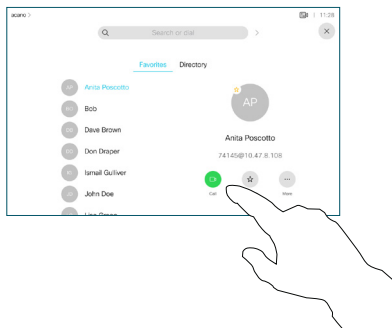 acano >
11:28
Search or dial
Favorites Directory
AP Anita Poscotto
Bob
Dave Brown
Don Draper
Ismail Gulliver
John Doe
AP
Anita Poscotto
74145@10.47.8.108
Call
More